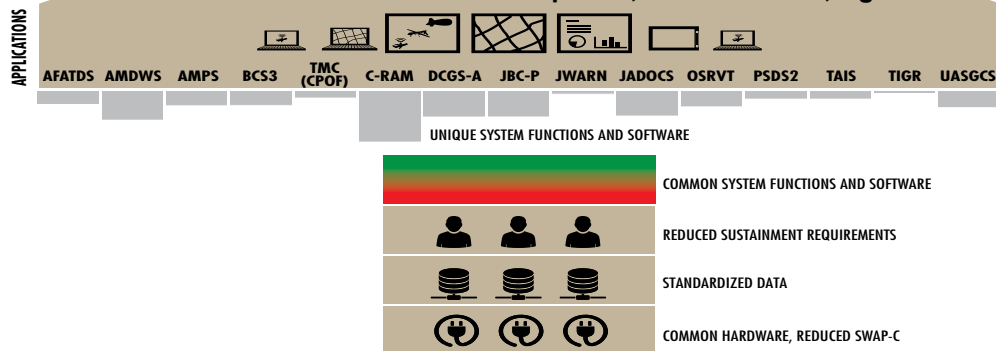 APPLICATIONS
AFATDS AMDWS AMPS BCS3 TMC (CPOF) C-RAM DCGS-A JBC-P JWARN JADOCS OSRVT PSDS2 TAIS TIGR UASGCS
UNIQUE SYSTEM FUNCTIONS AND SOFTWARE
COMMON SYSTEM FUNCTIONS AND SOFTWARE
REDUCED SUSTAINMENT REQUIREMENTS
STANDARDIZED DATA
COMMON HARDWARE, REDUCED SWAP-C